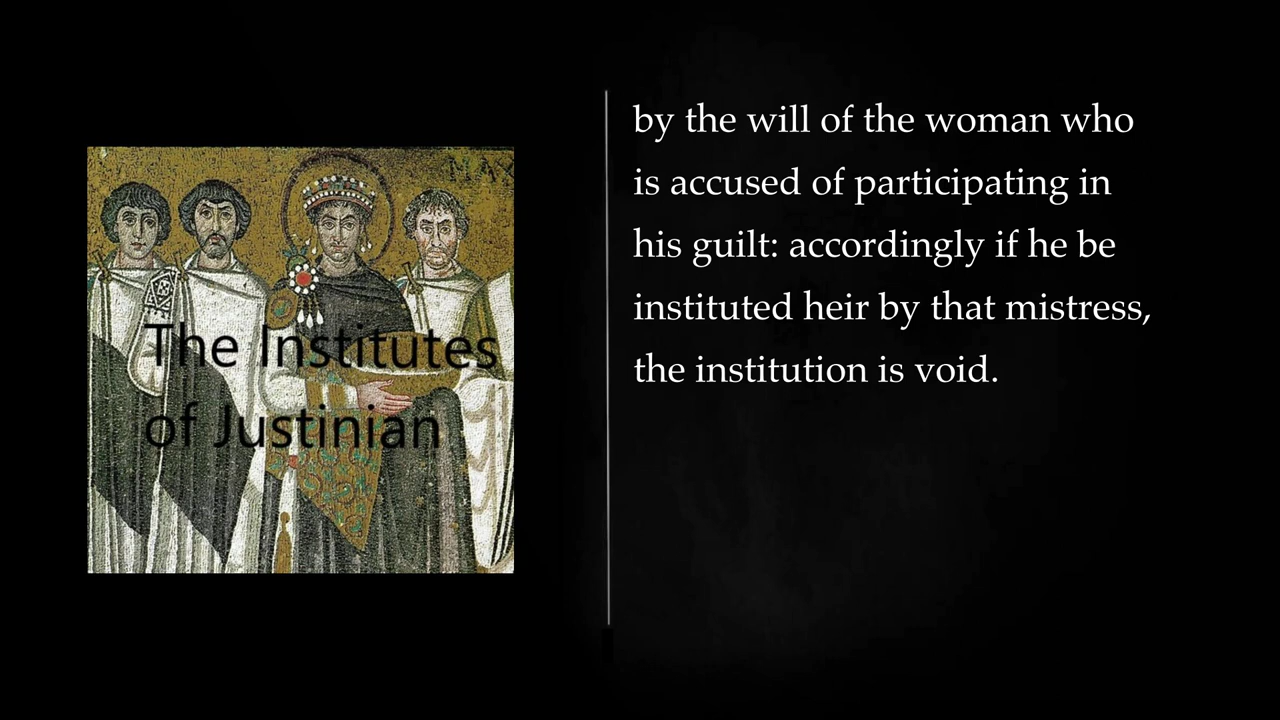 The Institutes
of Justinian
by the will of the woman who
is accused of participating in
his guilt: accordingly if he be
instituted heir by that mistress,
the institution is void.